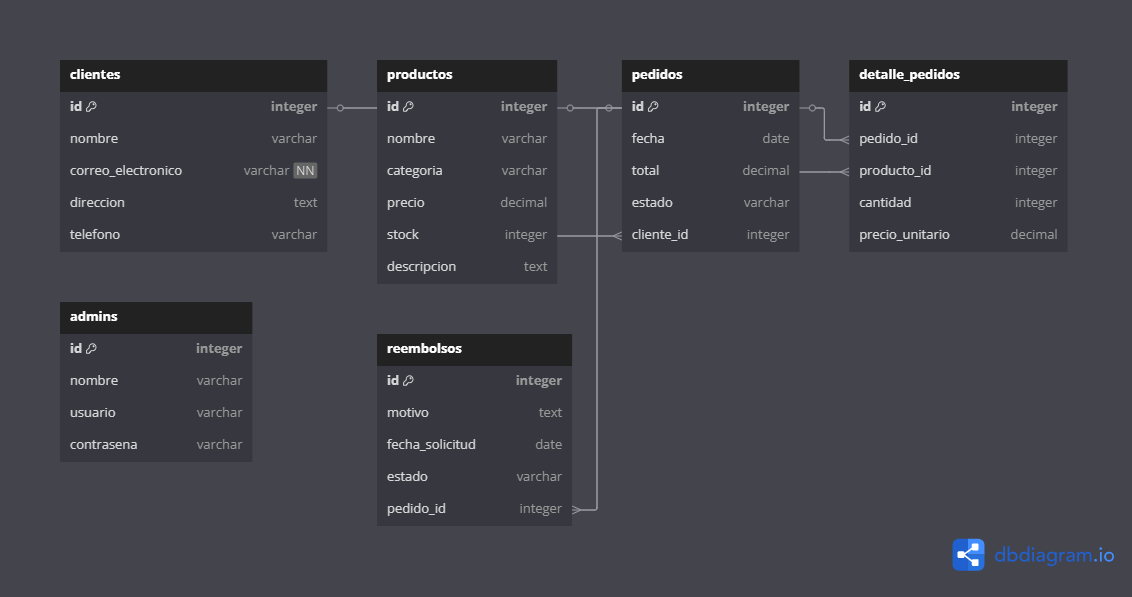 clientes
id integer
nombre varchar
correo_electronico varchar NN
direccion text
telefono varchar
productos
id integer
nombre varchar
categoria varchar
precio decimal
stock integer
descripcion text
pedidos
id integer
fecha date
total decimal
estado varchar
cliente_id integer
detalle_pedidos
id integer
pedido_id integer
producto_id integer
cantidad integer
precio_unitario decimal
admins
id integer
nombre varchar
usuario varchar
contrasena varchar
reembolsos
id integer
motivo text
fecha_solicitud date
estado varchar
pedido_id integer
dbdiagram.io